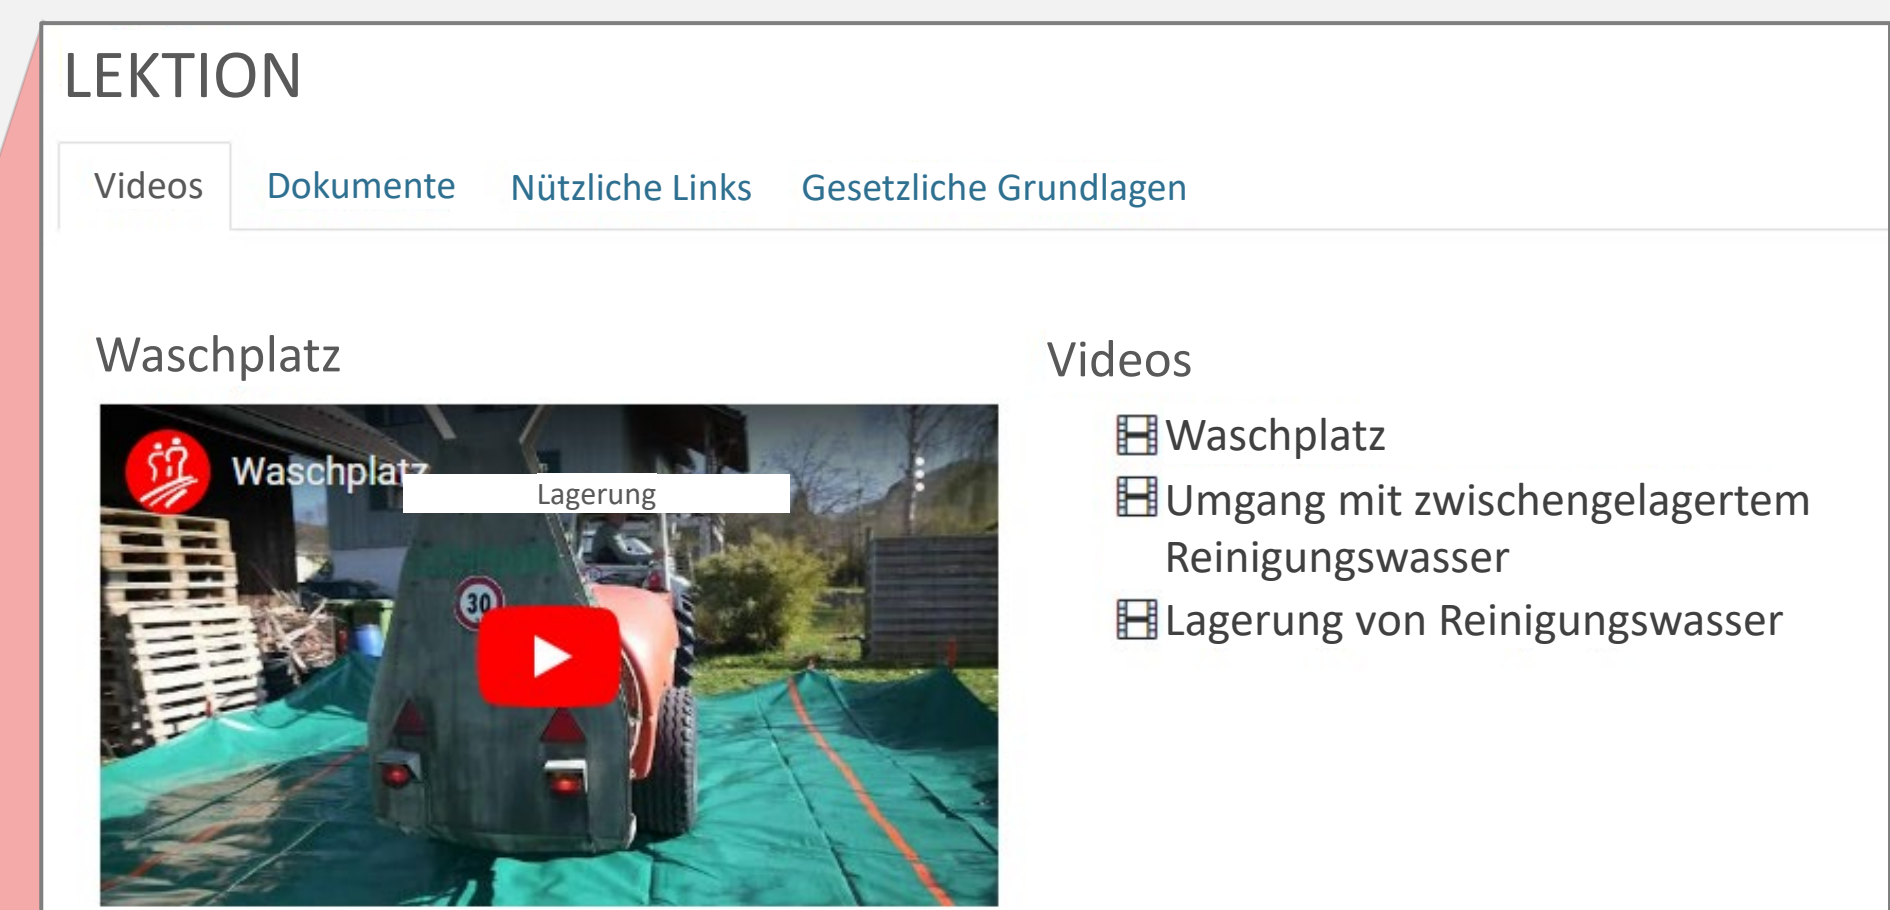 LEKTION
Videos Dokumente Nützliche Links Gesetzliche Grundlagen
Waschplatz
Waschplatz
Lagerung
30
Videos
Waschplatz
Umgang mit zwischengelagertem
Reinigungswasser
Lagerung von Reinigungswasser